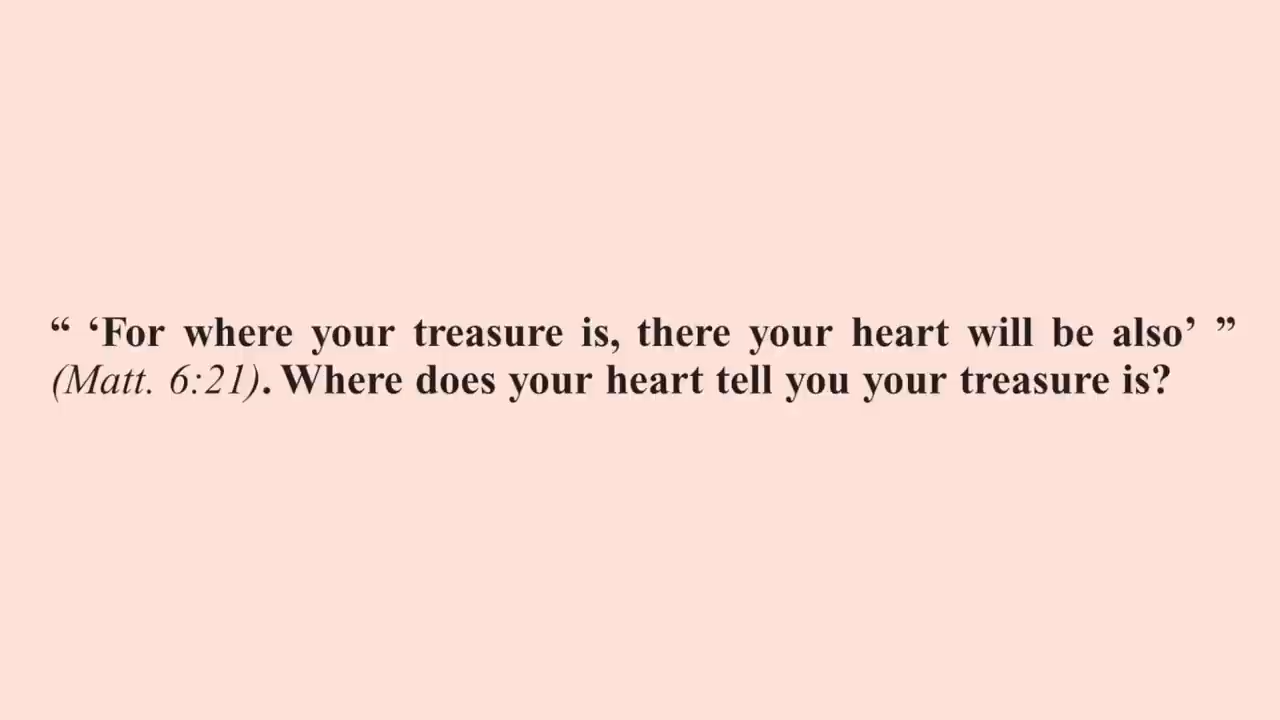 “ ‘For where your treasure is, there your heart will be also’ ”
(Matt. 6:21). Where does your heart tell you your treasure is?